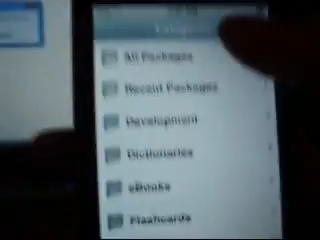 All Packages
Recent Packages
Development
Dictionaries
eBooks
Flashcards